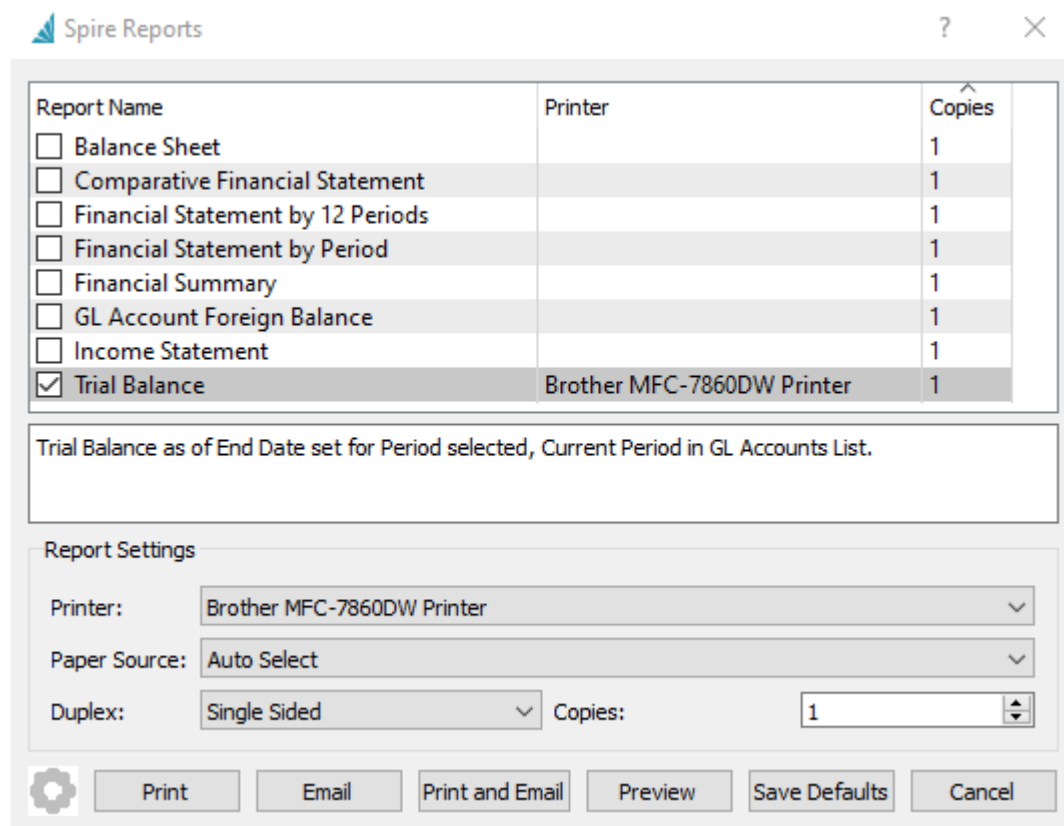 Spire Reports ?
Report Name Printer Copies
Balance Sheet 1
Comparative Financial Statement 1
Financial Statement by 12 Periods 1
Financial Statement by Period 1
Financial Summary 1
GL Account Foreign Balance 1
Income Statement 1
Trial Balance Brother MFC-7860DW Printer 1
Trial Balance as of End Date set for Period selected, Current Period in GL Accounts List.
Report Settings
Printer: Brother MFC-7860DW Printer
Paper Source: Auto Select
Duplex: Single Sided Copies: 1
Print Email Print and Email Preview Save Defaults Cancel